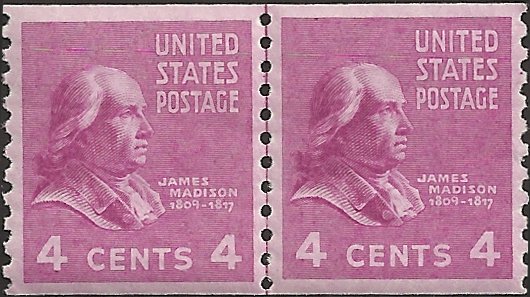 UNITED
STATES
POSTAGE
JAMES
MADISON
1809-1817
4 CENTS 4
UNITED
STATES
POSTAGE
JAMES
MADISON
1809-1817
4 CENTS 4